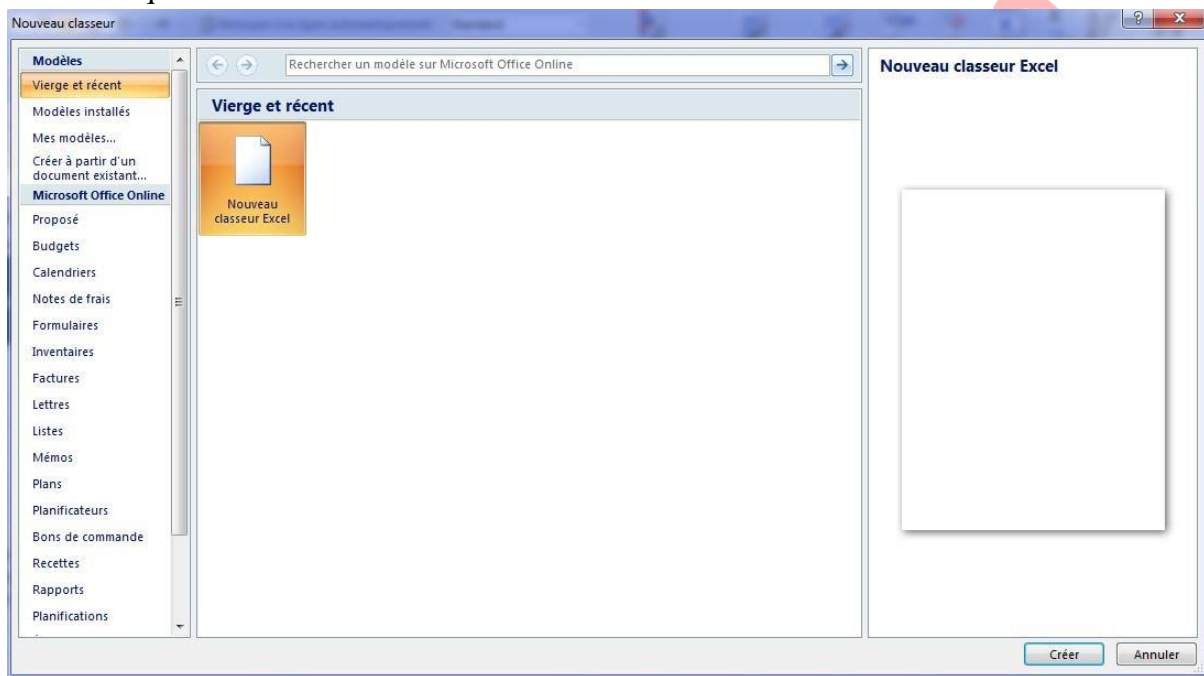 Nouveau classeur
Modèles
Vierge et récent
Modèles installés
Mes modèles...
Créer à partir d'un
document existant...
Microsoft Office Online
Proposé
Budgets
Calendriers
Notes de frais
Formulaires
Inventaires
Factures
Lettres
Listes
Mémos
Plans
Planificateurs
Bons de commande
Recettes
Rapports
Planifications
Rechercher un modèle sur Microsoft Office Online
Vierge et récent
Nouveau
classeur Excel
Nouveau classeur Excel
Créer
Annuler